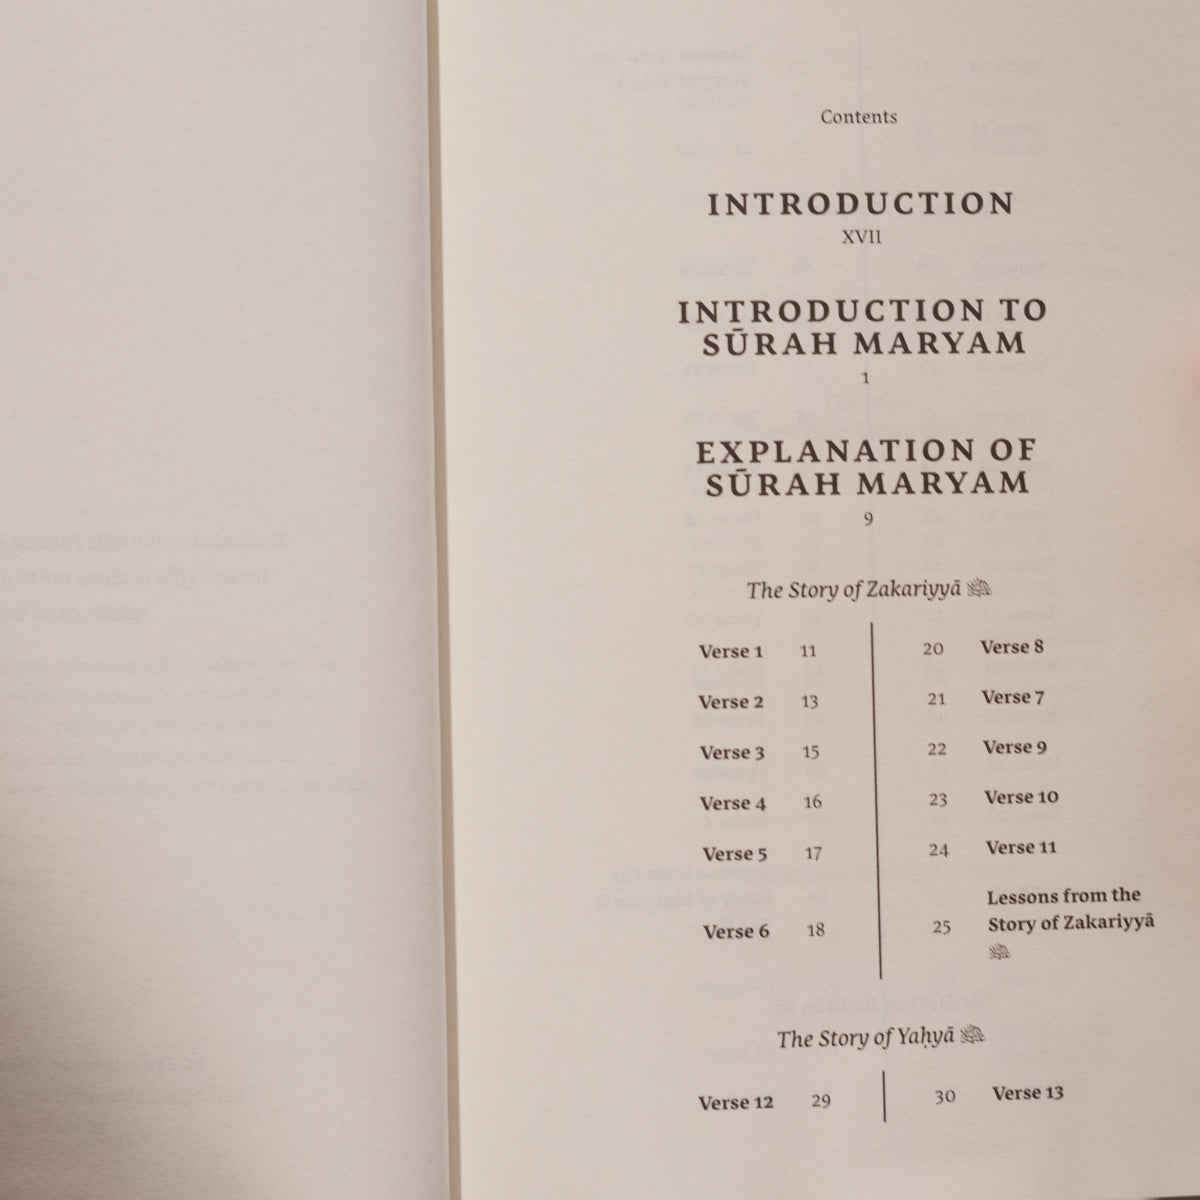 Contents
INTRODUCTION
XVII
INTRODUCTION TO
SŪRAH MARYAM
1
EXPLANATION OF
SŪRAH MARYAM
9
The Story of Zakariyyā
Verse 1 11 20 Verse 8
Verse 2 13 21 Verse 7
Verse 3 15 22 Verse 9
Verse 4 16 23 Verse 10
Verse 5 17 24 Verse 11
Verse 6 18 25 Lessons from the
Story of Zakariyyā
The Story of Yaḥyā
Verse 12 29 30 Verse 13